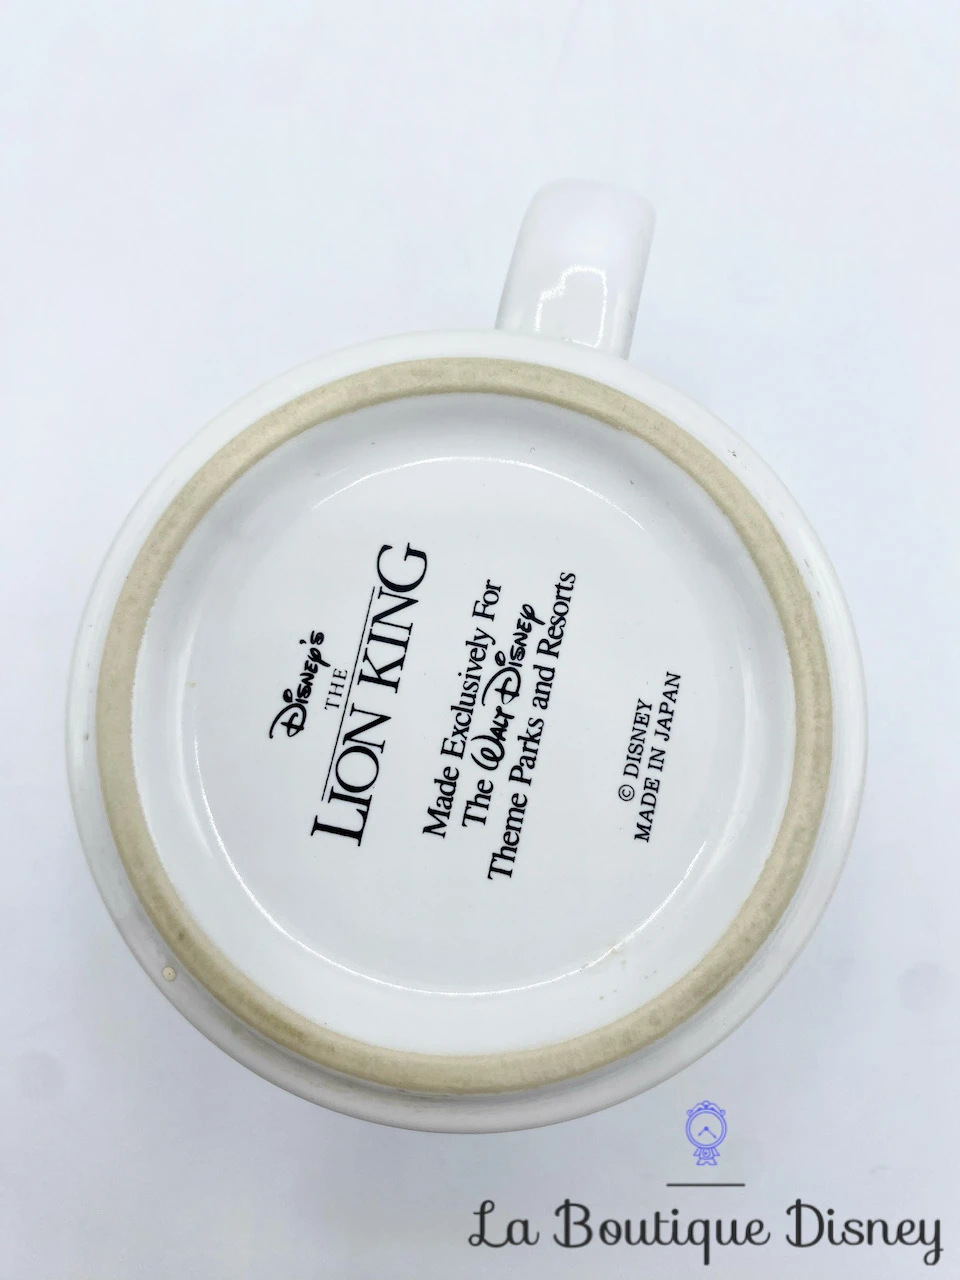 Disney's
THE
LION KING
Made Exclusively For
The Walt Disney
Theme Parks and Resorts
© DISNEY
MADE IN JAPAN
La Boutique Disney